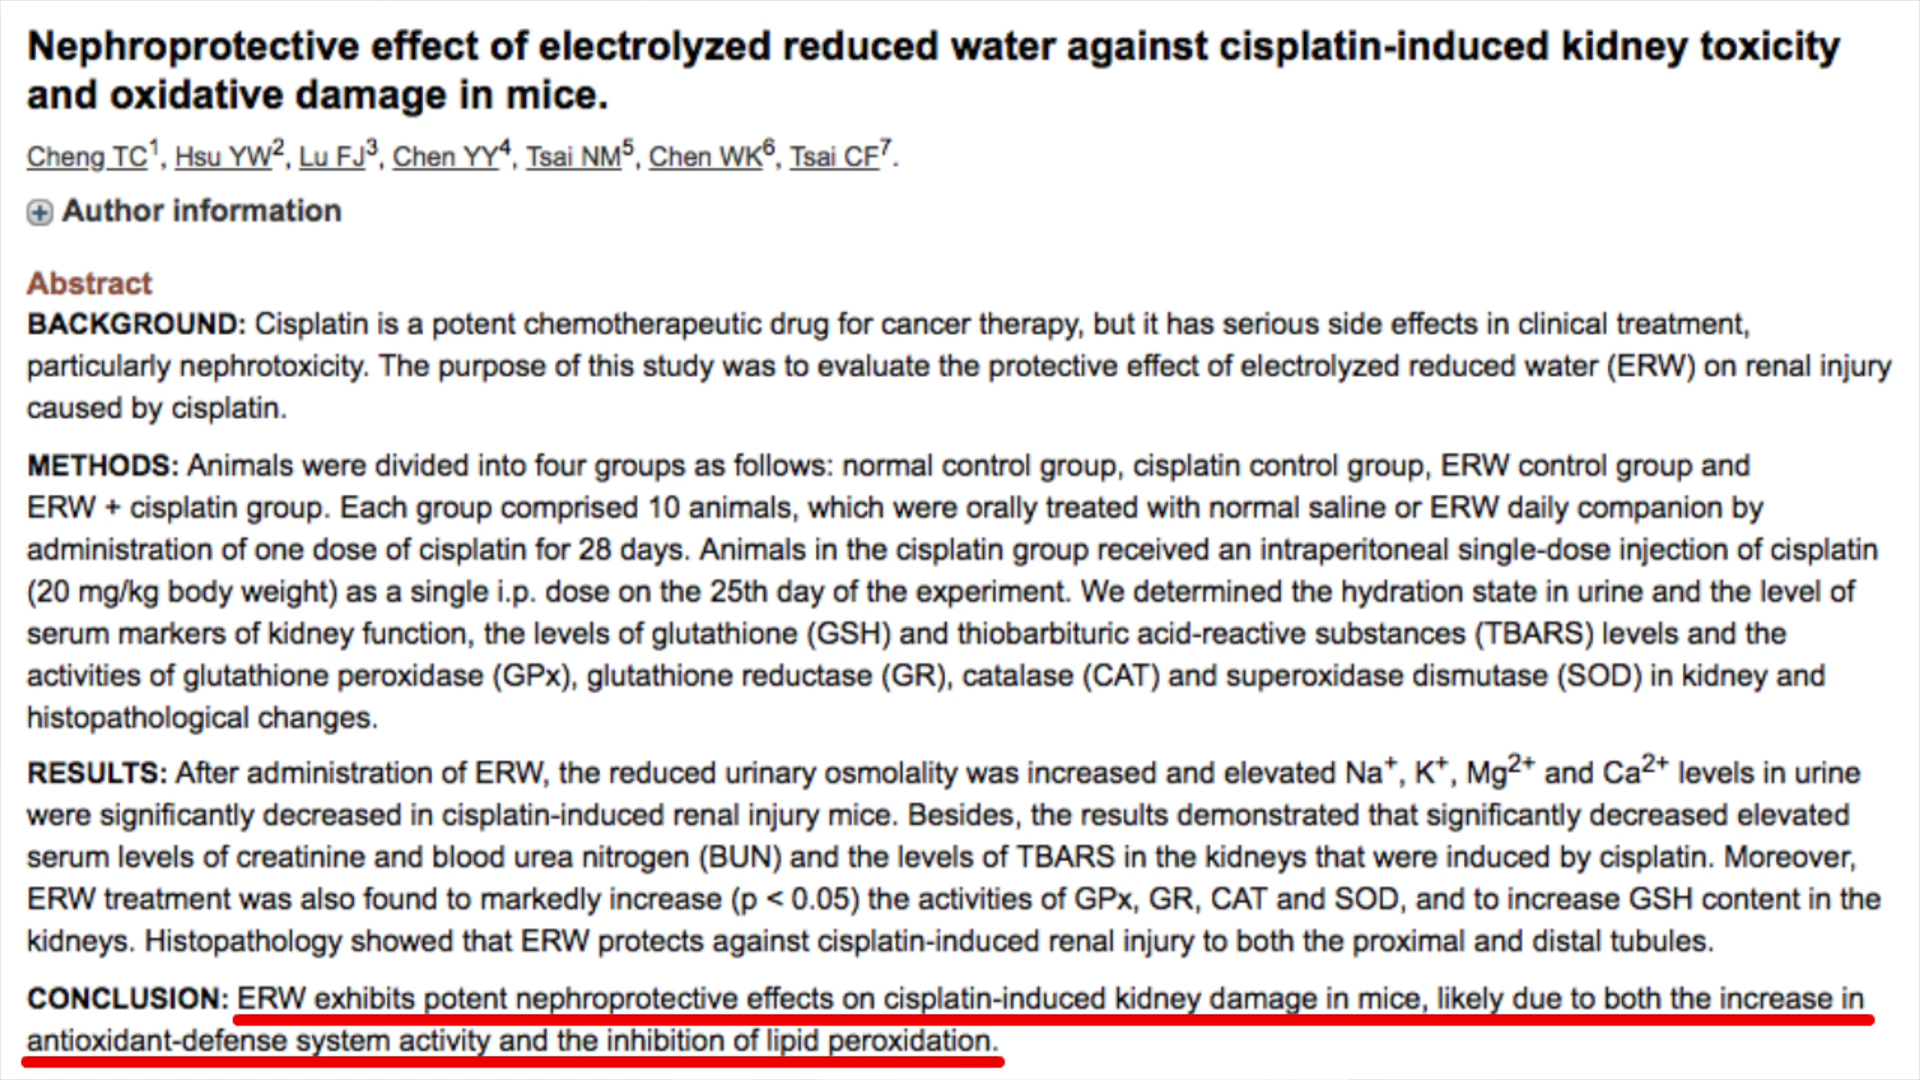 Nephroprotective effect of electrolyzed reduced water against cisplatin-induced kidney toxicity
and oxidative damage in mice.
Cheng TC1, Hsu YW2, Lu FJ3, Chen YY4, Tsai NM5, Chen WK6, Tsai CF7.
Author information
Abstract
BACKGROUND: Cisplatin is a potent chemotherapeutic drug for cancer therapy, but it has serious side effects in clinical treatment,
particularly nephrotoxicity. The purpose of this study was to evaluate the protective effect of electrolyzed reduced water (ERW) on renal injury
caused by cisplatin.
METHODS: Animals were divided into four groups as follows: normal control group, cisplatin control group, ERW control group and
ERW + cisplatin group. Each group comprised 10 animals, which were orally treated with normal saline or ERW daily companion by
administration of one dose of cisplatin for 28 days. Animals in the cisplatin group received an intraperitoneal single-dose injection of cisplatin
(20 mg/kg body weight) as a single i.p. dose on the 25th day of the experiment. We determined the hydration state in urine and the level of
serum markers of kidney function, the levels of glutathione (GSH) and thiobarbituric acid-reactive substances (TBARS) levels and the
activities of glutathione peroxidase (GPx), glutathione reductase (GR), catalase (CAT) and superoxidase dismutase (SOD) in kidney and
histopathological changes.
RESULTS: After administration of ERW, the reduced urinary osmolality was increased and elevated Na+, K+, Mg2+ and Ca2+ levels in urine
were significantly decreased in cisplatin-induced renal injury mice. Besides, the results demonstrated that significantly decreased elevated
serum levels of creatinine and blood urea nitrogen (BUN) and the levels of TBARS in the kidneys that were induced by cisplatin. Moreover,
ERW treatment was also found to markedly increase (p < 0.05) the activities of GPx, GR, CAT and SOD, and to increase GSH content in the
kidneys. Histopathology showed that ERW protects against cisplatin-induced renal injury to both the proximal and distal tubules.
CONCLUSION: ERW exhibits potent nephroprotective effects on cisplatin-induced kidney damage in mice, likely due to both the increase in
antioxidant-defense system activity and the inhibition of lipid peroxidation.